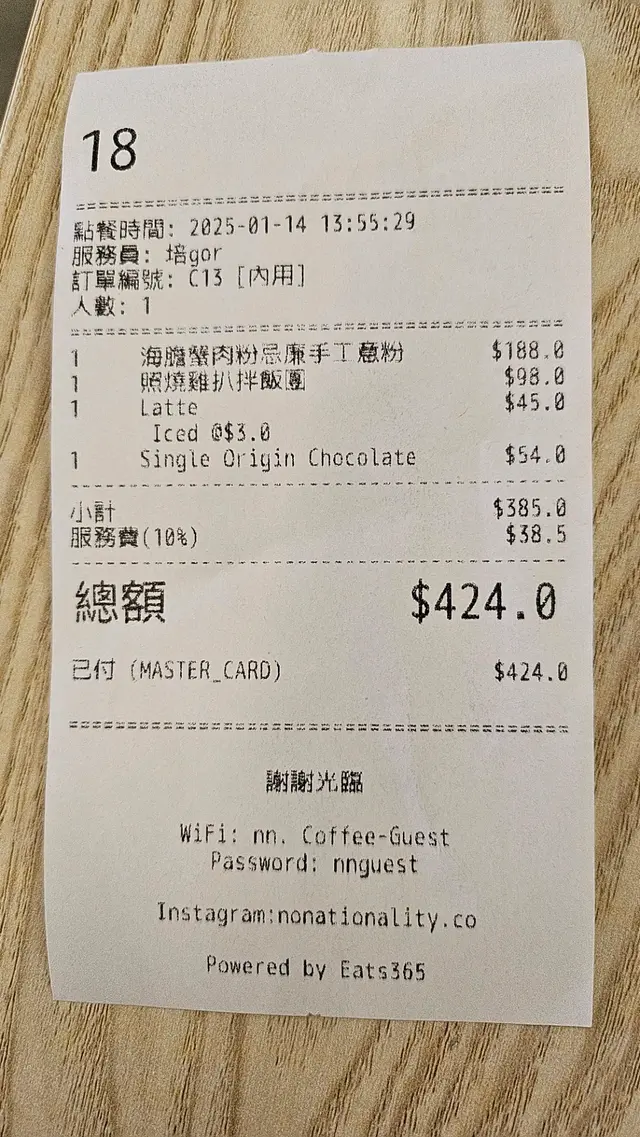 18
點餐時間: 2025-01-14 13:55:29
服務員: 培gor
訂單編號: C13 [內用]
人數: 1
1 海膽蟹肉粉忌廉手工意粉 $188.0
1 照燒雞扒拌飯團 $98.0
1 Latte $45.0
Iced @$3.0
1 Single Origin Chocolate $54.0
小計 $385.0
服務費(10%) $38.5
總額 $424.0
已付 (MASTER_CARD) $424.0
謝謝光臨
WiFi: nn. Coffee-Guest
Password: nnguest
Instagram:nonationality.co
Powered by Eats365